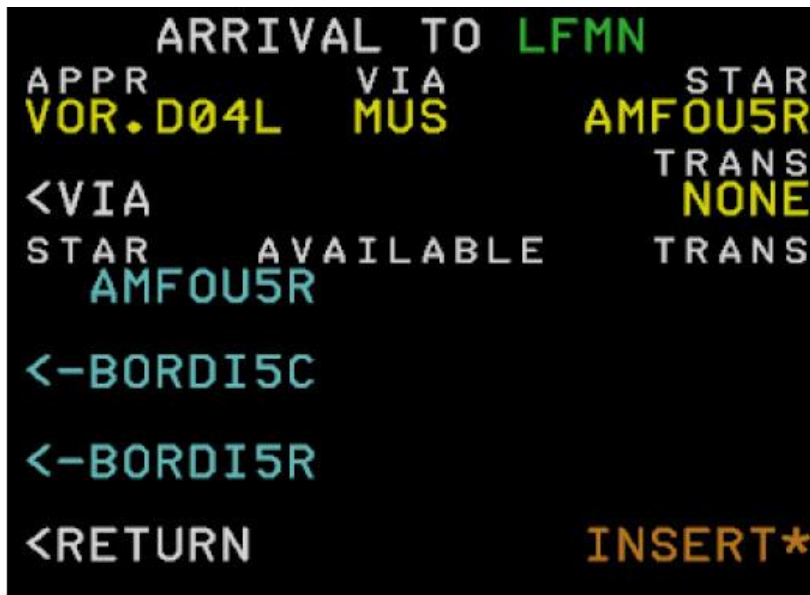 ARRIVAL TO LFMN
APPR VIA STAR
VOR.D04L MUS AMFOU5R
TRANS
<VIA NONE
STAR AVAILABLE TRANS
AMFOU5R
<-BORDI5C
<-BORDI5R
<RETURN INSERT*